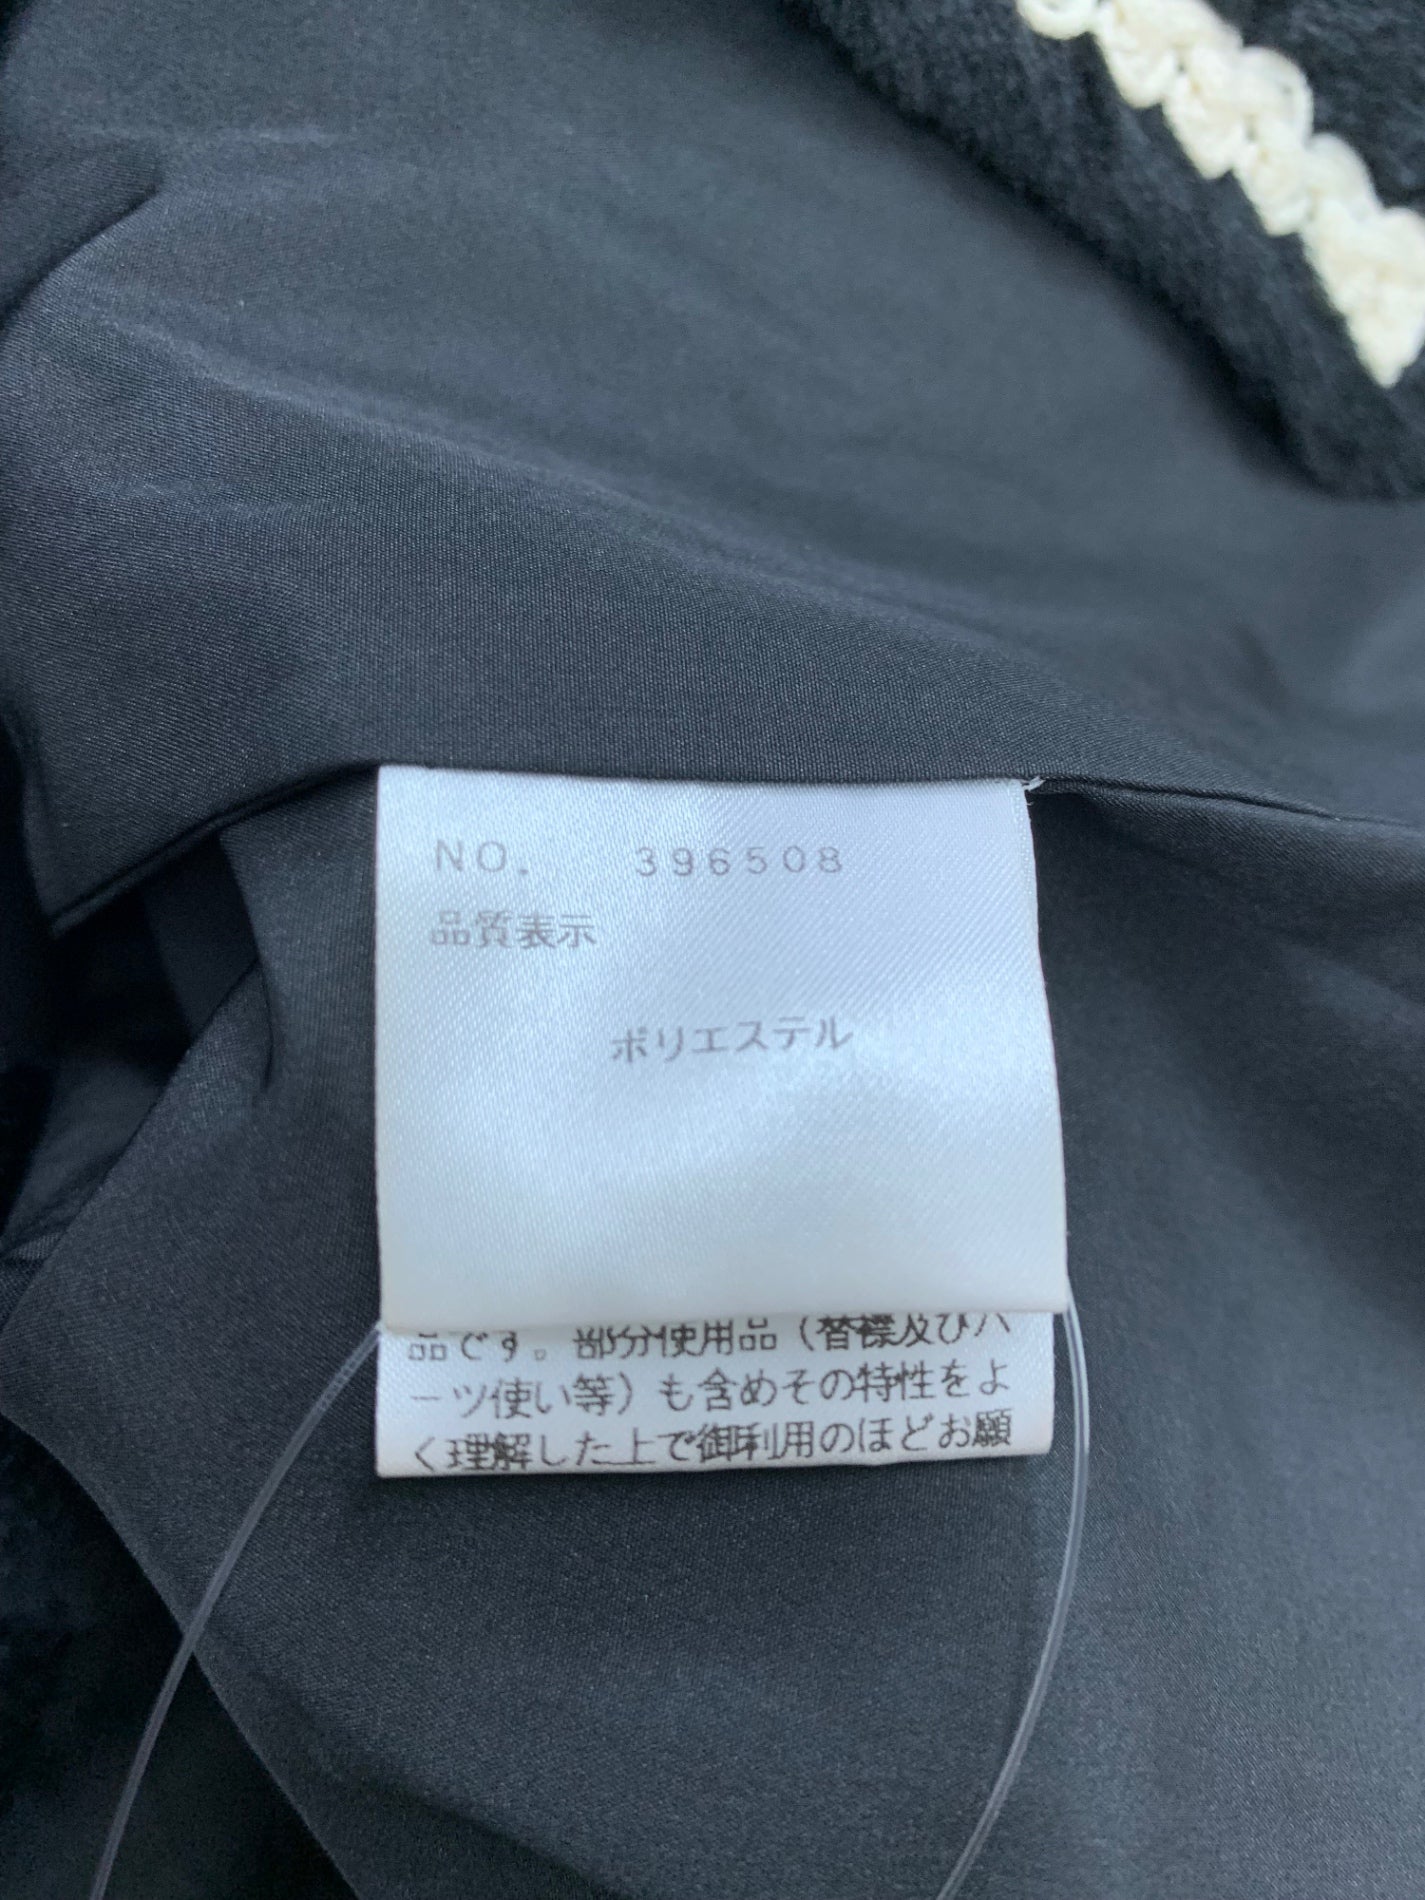 NO. 396508
品質表示
ポリエステル
品です。部分使用品(替襟及びパ
ーツ使い等)も含めその特性をよ
く理解した上で御利用のほどお願